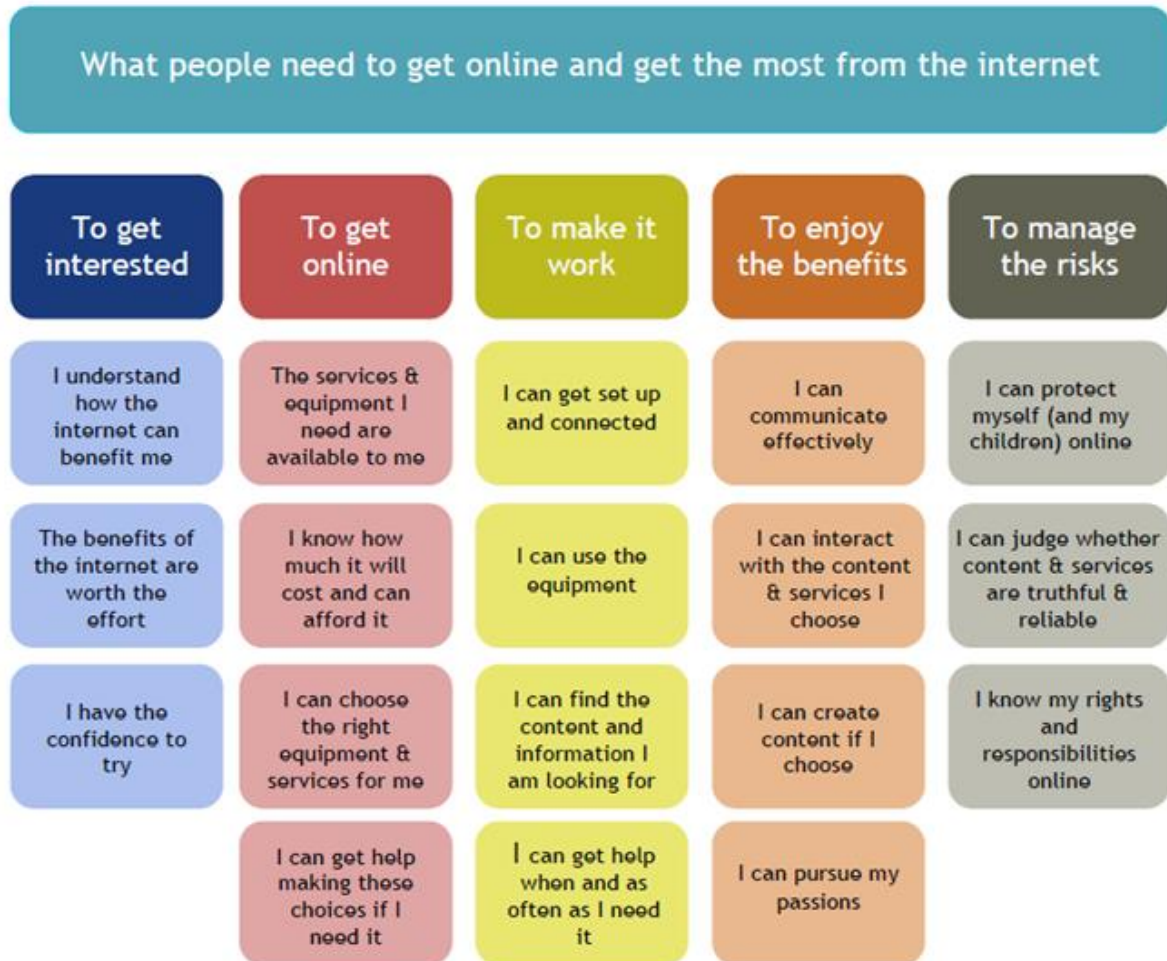 What people need to get online and get the most from the internet
To get
interested
To get
online
To make it
work
To enjoy
the benefits
To manage
the risks
I understand
how the
internet can
benefit me
The services &
equipment I
need are
available to me
I can get set up
and connected
I can
communicate
effectively
I can protect
myself (and my
children) online
The benefits of
the internet are
worth the
effort
I know how
much it will
cost and can
afford it
I can use the
equipment
I can interact
with the content
& services I
choose
I can judge whether
content & services
are truthful &
reliable
I have the
confidence to
try
I can choose
the right
equipment &
services for me
I can find the
content and
information I
am looking for
I can create
content if I
choose
I know my rights
and
responsibilities
online
I can get help
making these
choices if I
need it
I can get help
when and as
often as I need
it
I can pursue my
passions